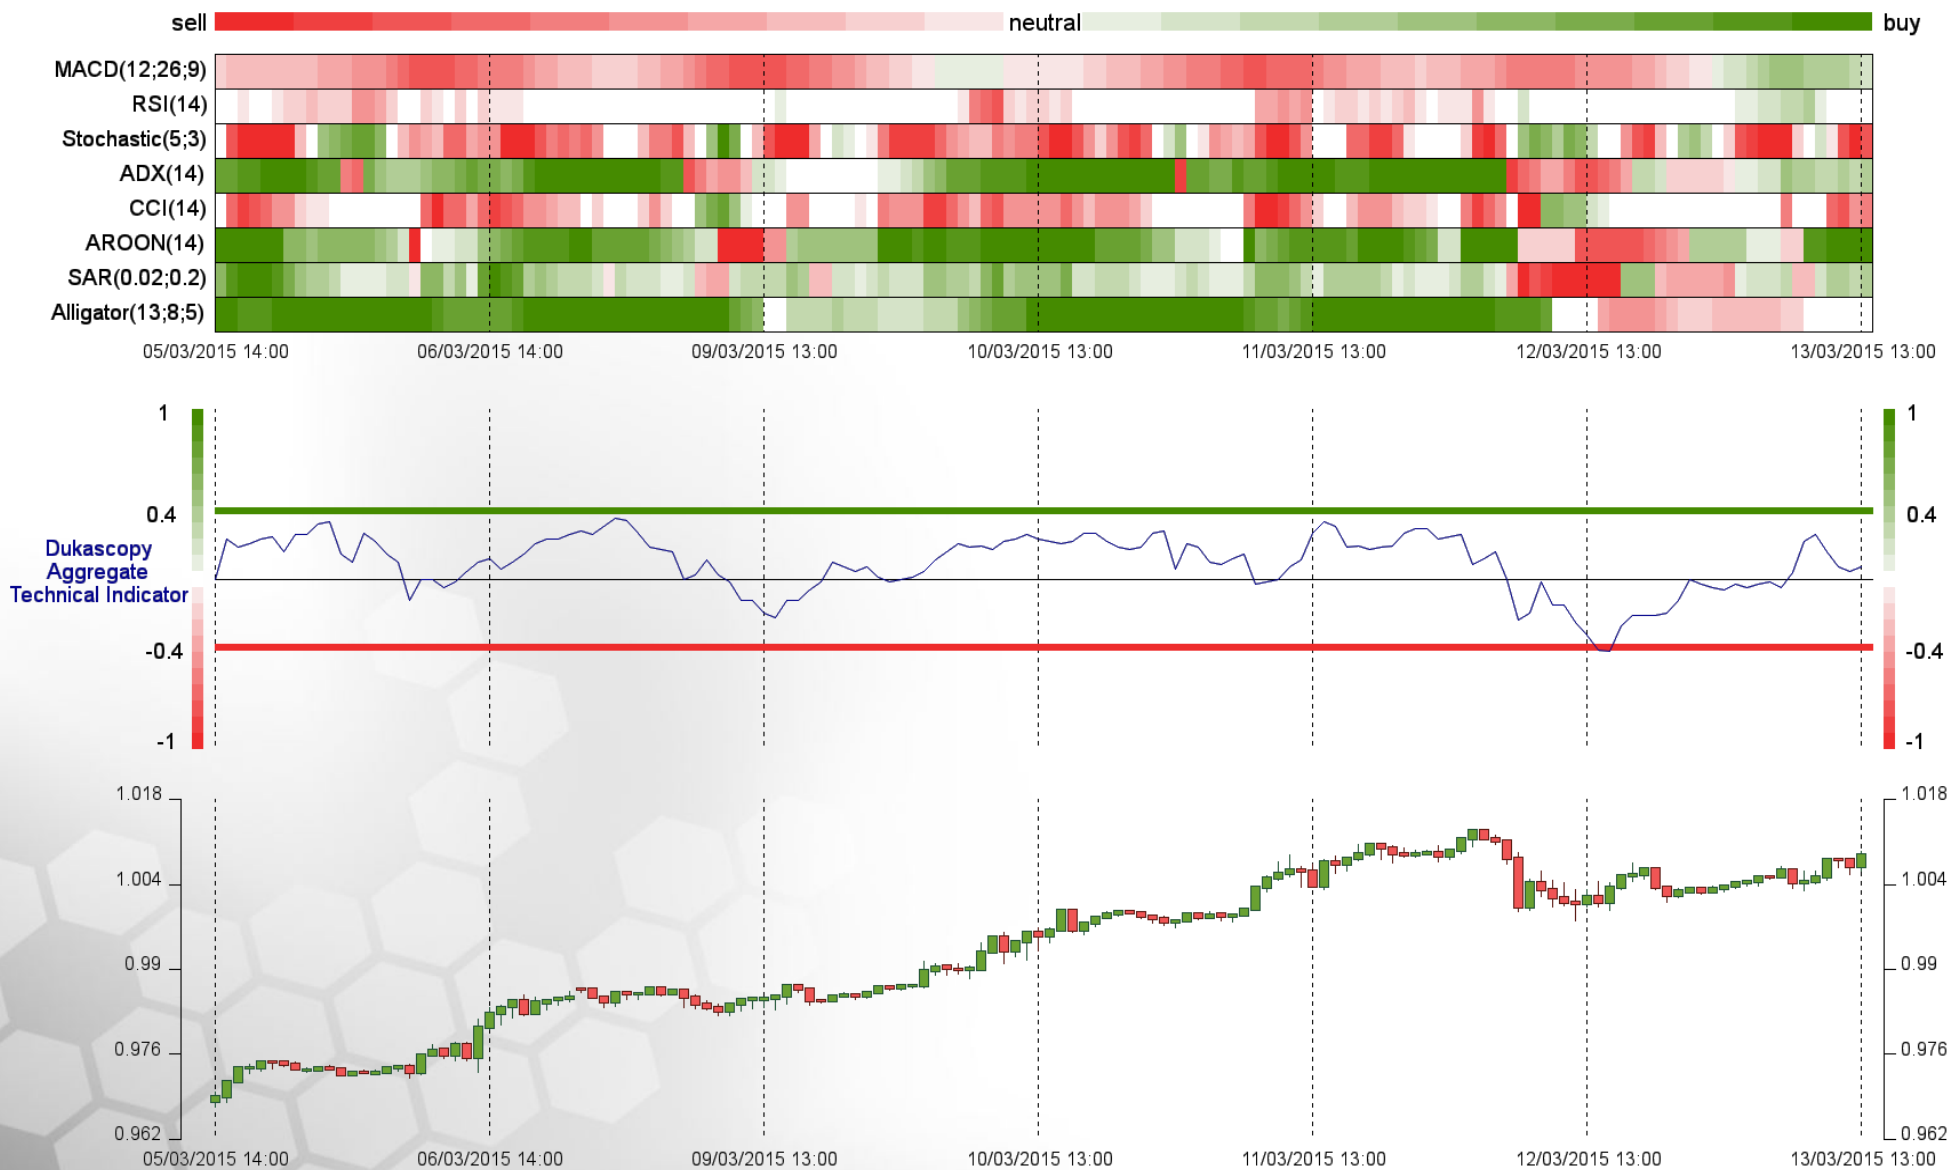 sell neutral buy
MACD(12;26;9)
RSI(14)
Stochastic(5;3)
ADX(14)
CCI(14)
AROON(14)
SAR(0.02;0.2)
Alligator(13;8;5)
05/03/2015 14:00 06/03/2015 14:00 09/03/2015 13:00 10/03/2015 13:00 11/03/2015 13:00 12/03/2015 13:00 13/03/2015 13:00
1 1
0.4 0.4
Dukascopy
Aggregate
Technical Indicator
-0.4 -0.4
-1 -1
1.018 1.018
1.004 1.004
0.99 0.99
0.976 0.976
0.962 0.962
05/03/2015 14:00 06/03/2015 14:00 09/03/2015 13:00 10/03/2015 13:00 11/03/2015 13:00 12/03/2015 13:00 13/03/2015 13:00